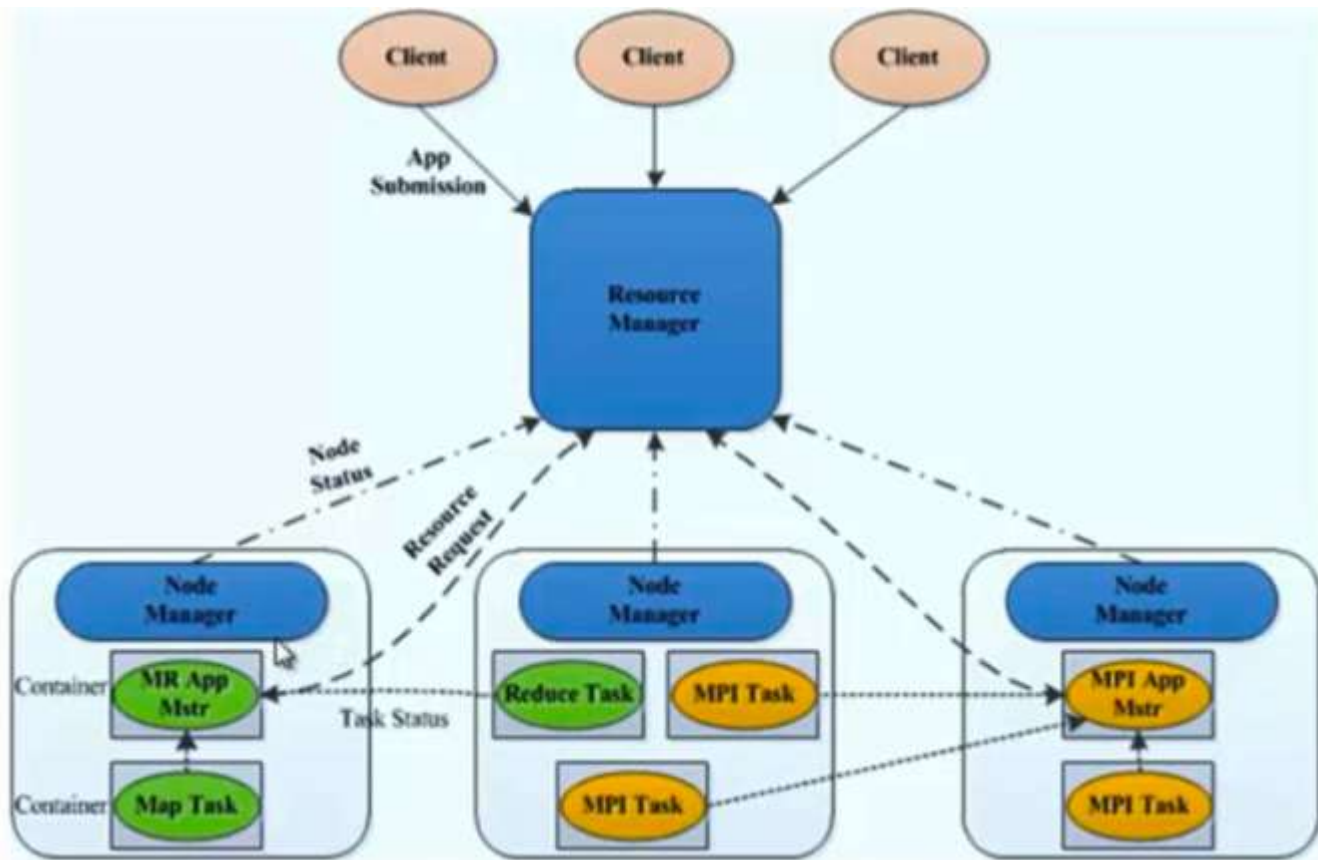 Client
Client
Client
App
Submission
Resource
Manager
Node
Status
Resource
Request
Node
Manager
Node
Manager
Node
Manager
Container
MR App
Mstr
Reduce Task
MPI Task
MPI App
Mstr
Task Status
Container
Map Task
MPI Task
MPI Task